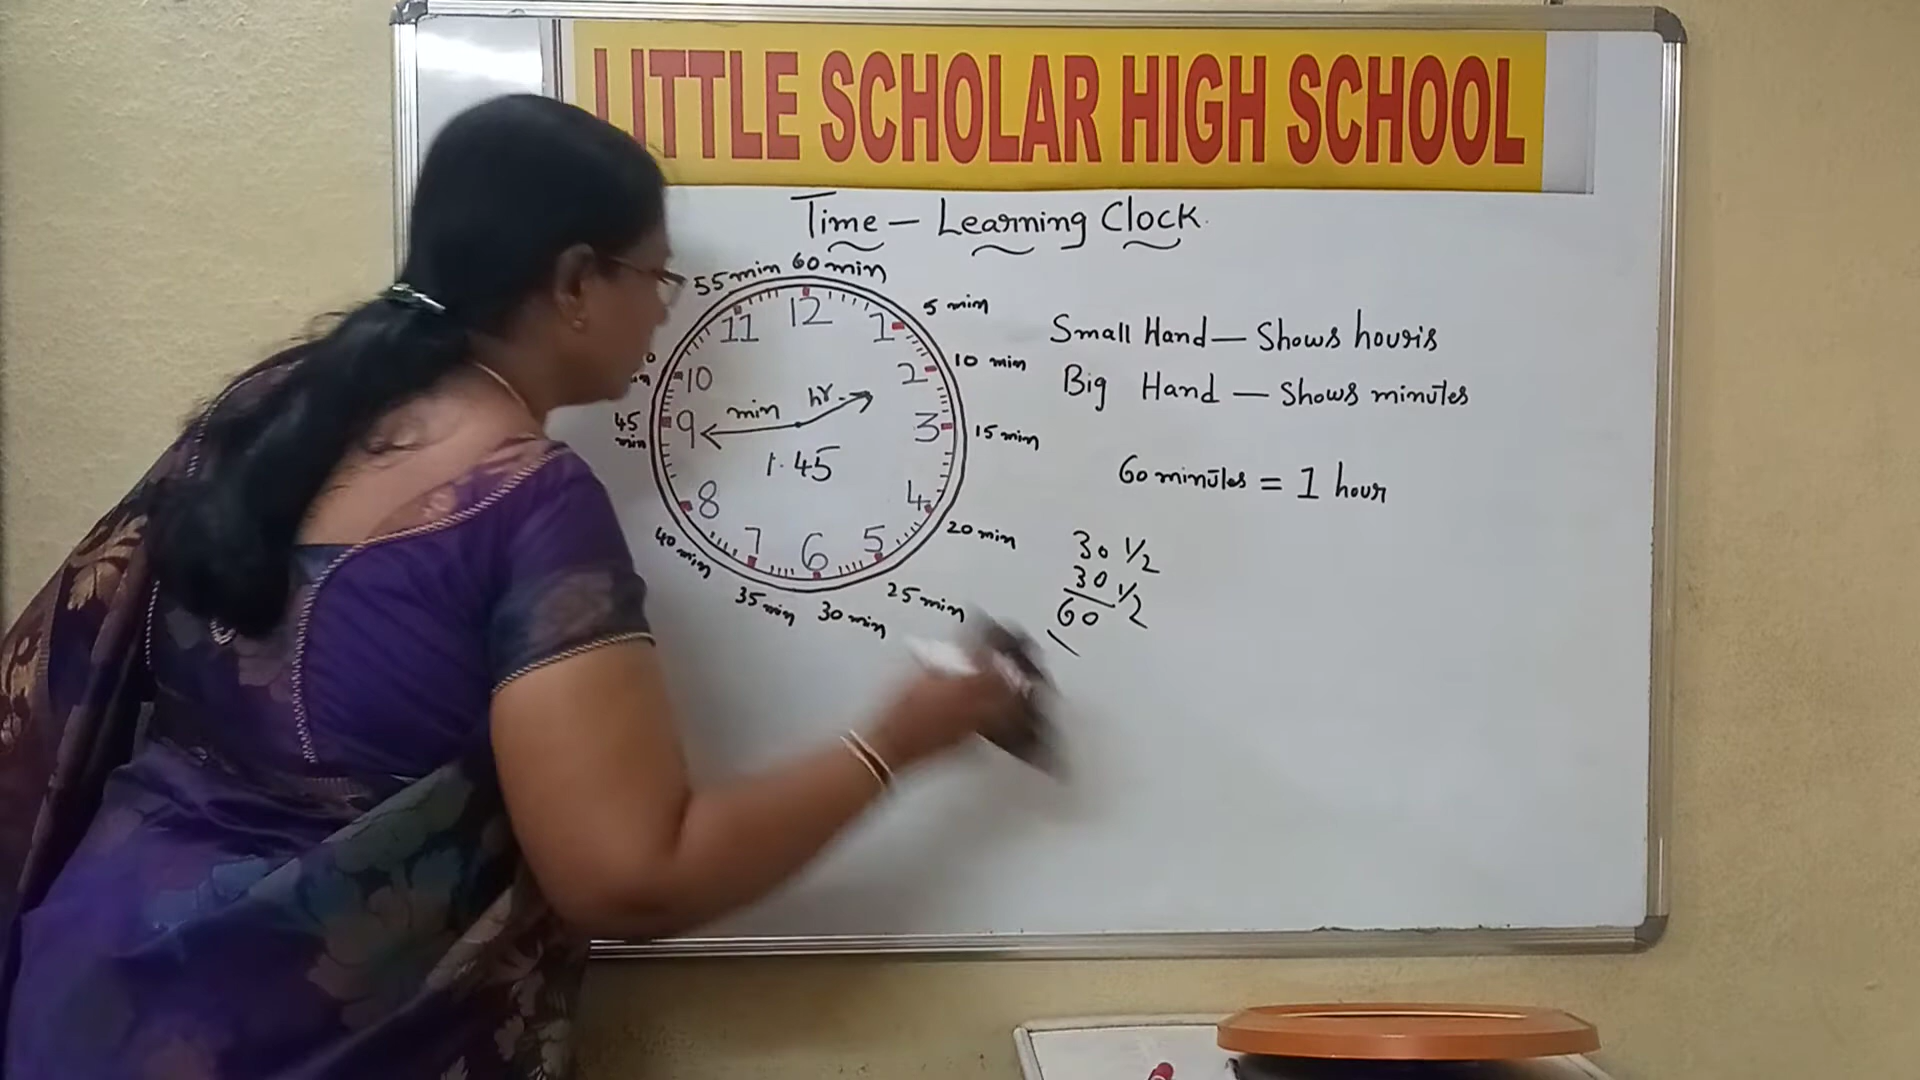 LITTLE SCHOLAR HIGH SCHOOL
Time - Learning Clock.
55 min 60 min
5 min
10 min
15 min
20 min
25 min
30 min
35 min
40 min
45 min
12
1
2
3
4
5
6
7
8
9
10
11
min hr.
1.45
Small Hand - Shows hours
Big Hand - Shows minutes
60 minutes = 1 hour
30 1/2
30 1/2
60 1/2